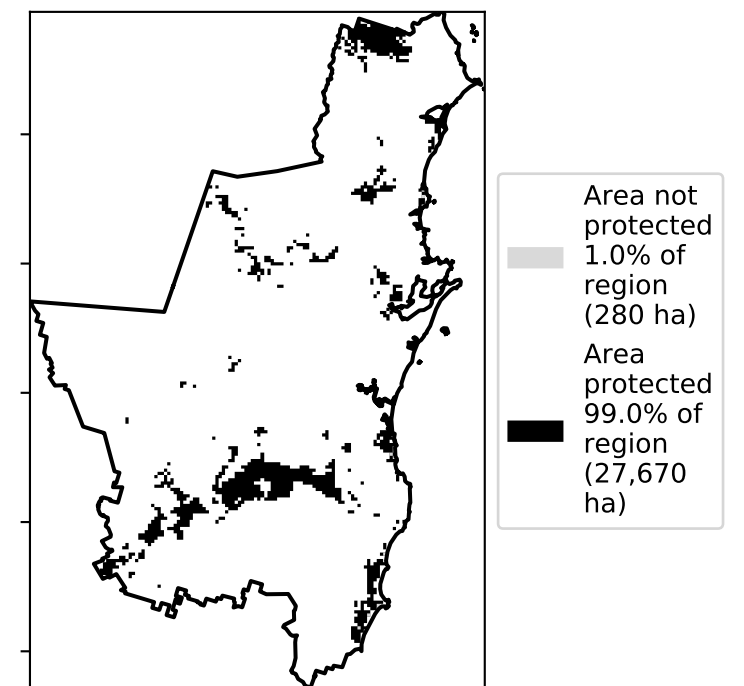 Area not
protected
1.0% of
region
(280 ha)
Area
protected
99.0% of
region
(27,670
ha)